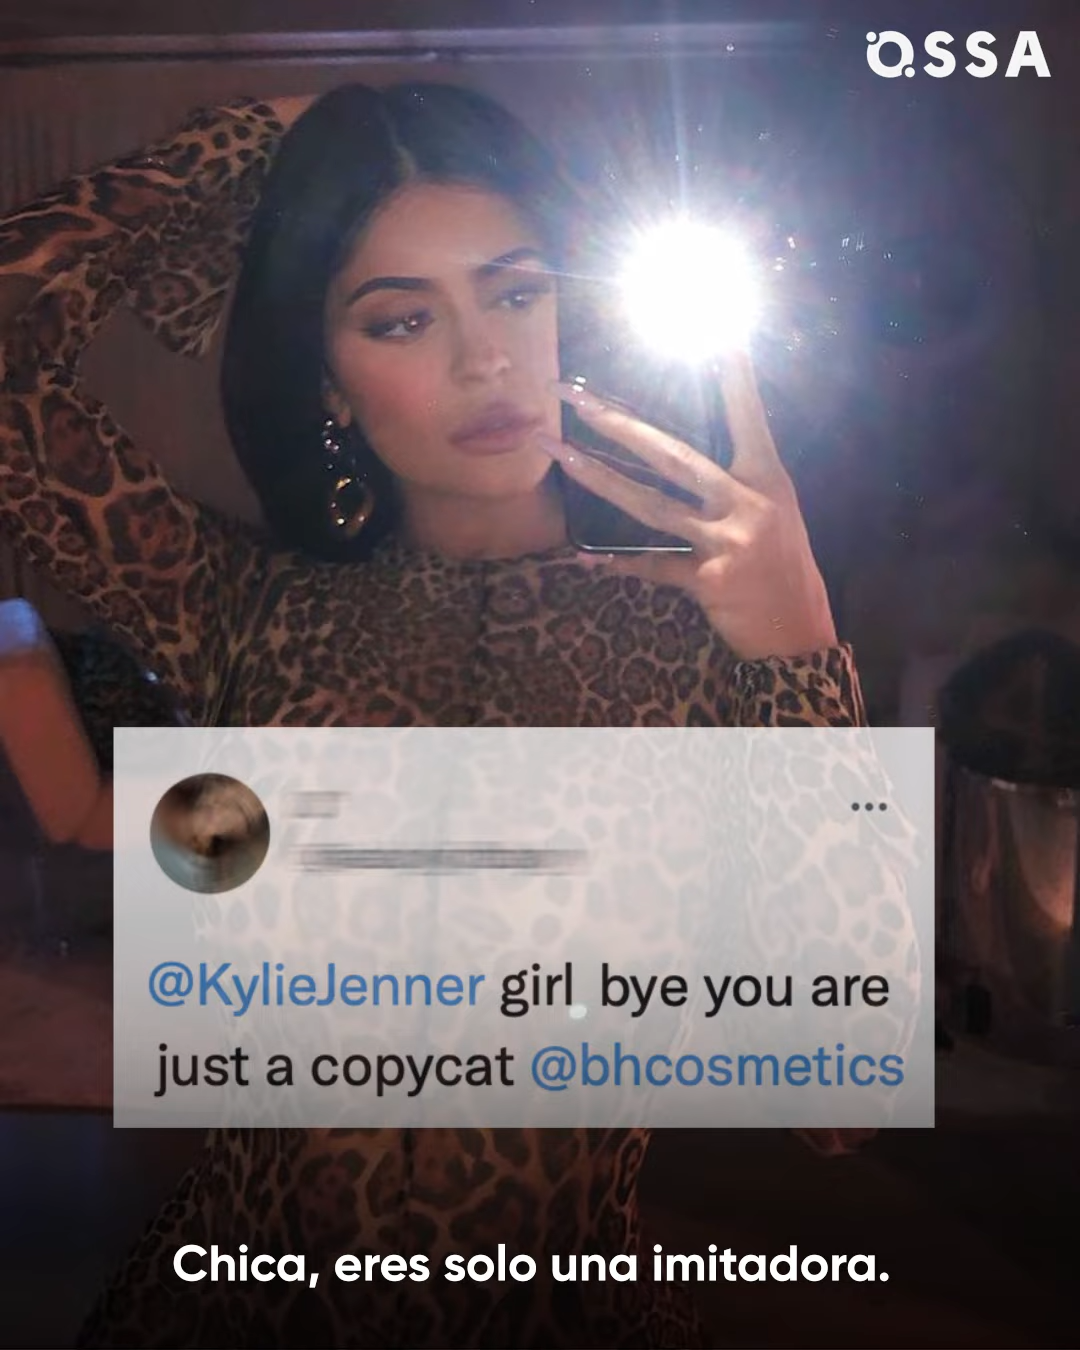 OSSA
@KylieJenner girl bye you are
just a copycat @bhcosmetics
Chica, eres solo una imitadora.